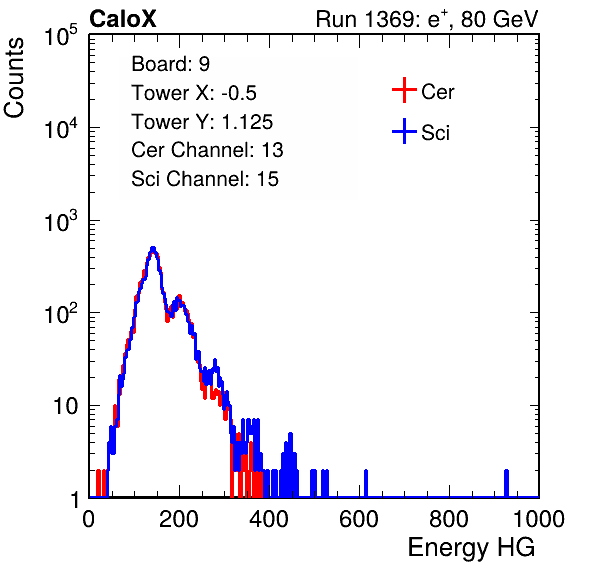 CaloX Run 1369: e⁺, 80 GeV
Counts
10⁵
10⁴
10³
10²
10
1
Board: 9
Tower X: -0.5
Tower Y: 1.125
Cer Channel: 13
Sci Channel: 15
Cer
Sci
0 200 400 600 800 1000
Energy HG